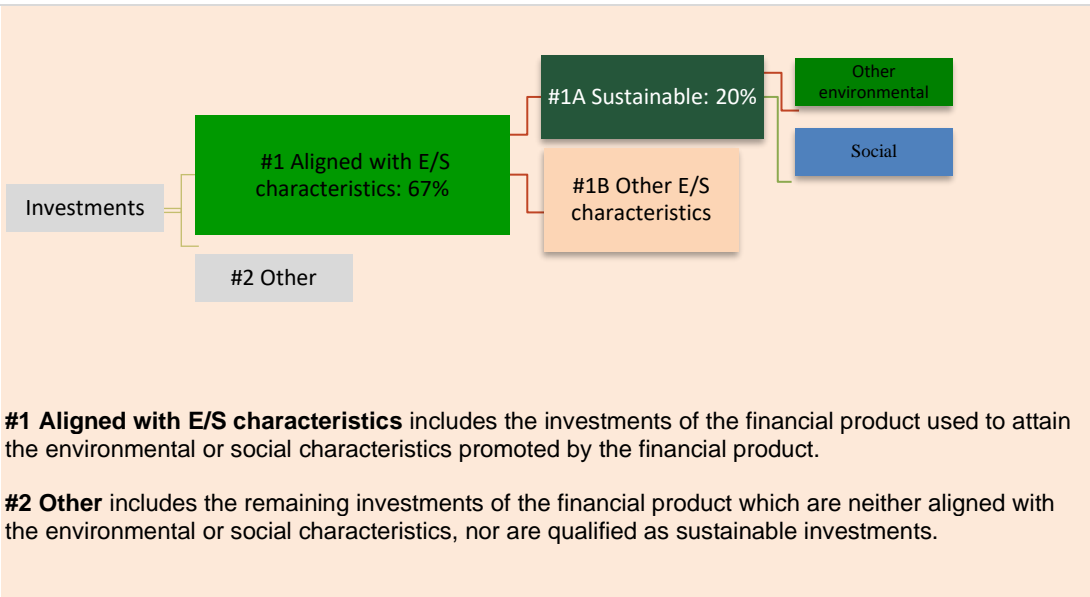 Other
environmental
#1A Sustainable: 20%
#1 Aligned with E/S
characteristics: 67%
Social
#1B Other E/S
characteristics
Investments
#2 Other
#1 Aligned with E/S characteristics includes the investments of the financial product used to attain
the environmental or social characteristics promoted by the financial product.
#2 Other includes the remaining investments of the financial product which are neither aligned with
the environmental or social characteristics, nor are qualified as sustainable investments.